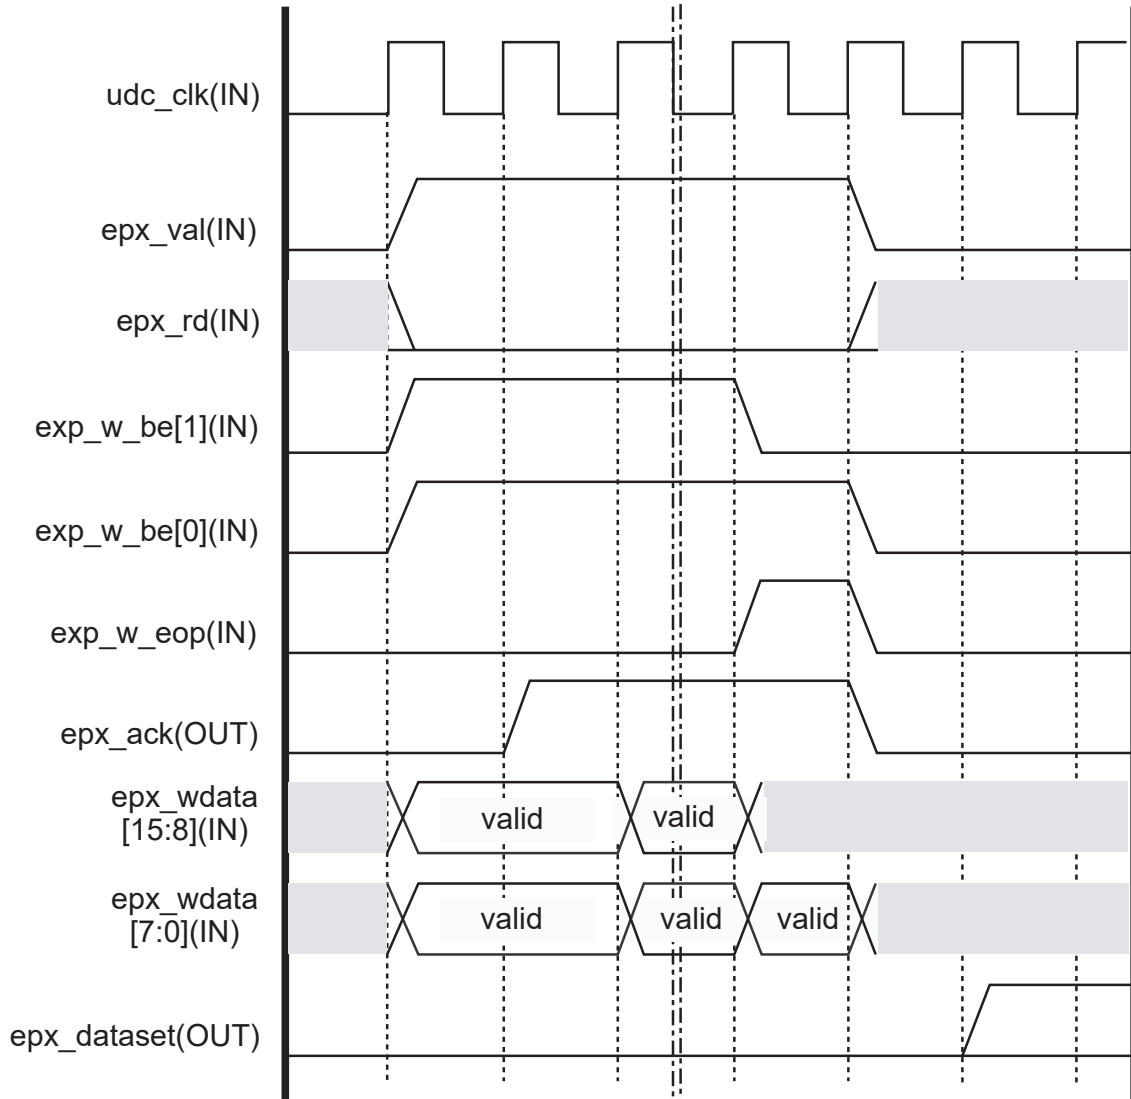 udc_clk(IN)
epx_val(IN)
epx_rd(IN)
exp_w_be[1](IN)
exp_w_be[0](IN)
exp_w_eop(IN)
epx_ack(OUT)
epx_wdata
[15:8](IN)
valid valid
epx_wdata
[7:0](IN)
valid valid valid
epx_dataset(OUT)